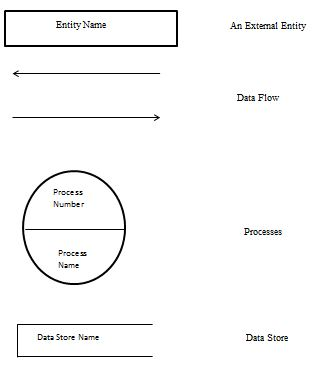 Entity Name
An External Entity
Data Flow
Process
Number
Process
Name
Processes
Data Store Name
Data Store